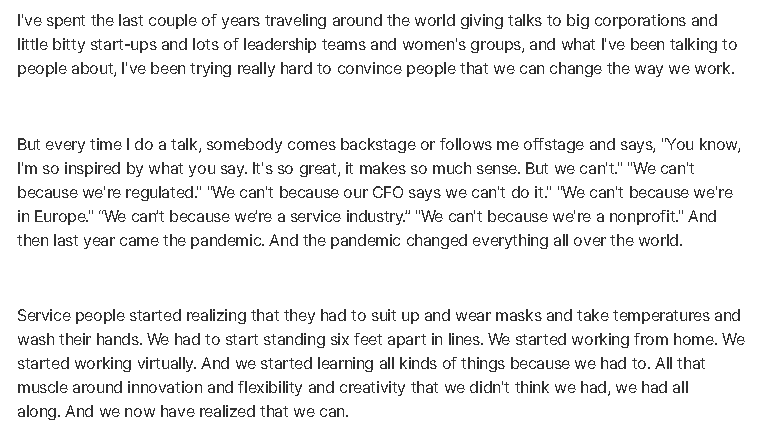 I've spent the last couple of years traveling around the world giving talks to big corporations and
little bitty start-ups and lots of leadership teams and women's groups, and what I've been talking to
people about, I've been trying really hard to convince people that we can change the way we work.
But every time I do a talk, somebody comes backstage or follows me offstage and says, "You know,
I'm so inspired by what you say. It's so great, it makes so much sense. But we can't." "We can't
because we're regulated." "We can't because our CFO says we can't do it." "We can't because we're
in Europe." "We can't because we're a service industry." "We can't because we're a nonprofit." And
then last year came the pandemic. And the pandemic changed everything all over the world.
Service people started realizing that they had to suit up and wear masks and take temperatures and
wash their hands. We had to start standing six feet apart in lines. We started working from home. We
started working virtually. And we started learning all kinds of things because we had to. All that
muscle around innovation and flexibility and creativity that we didn't think we had, we had all
along. And we now have realized that we can.